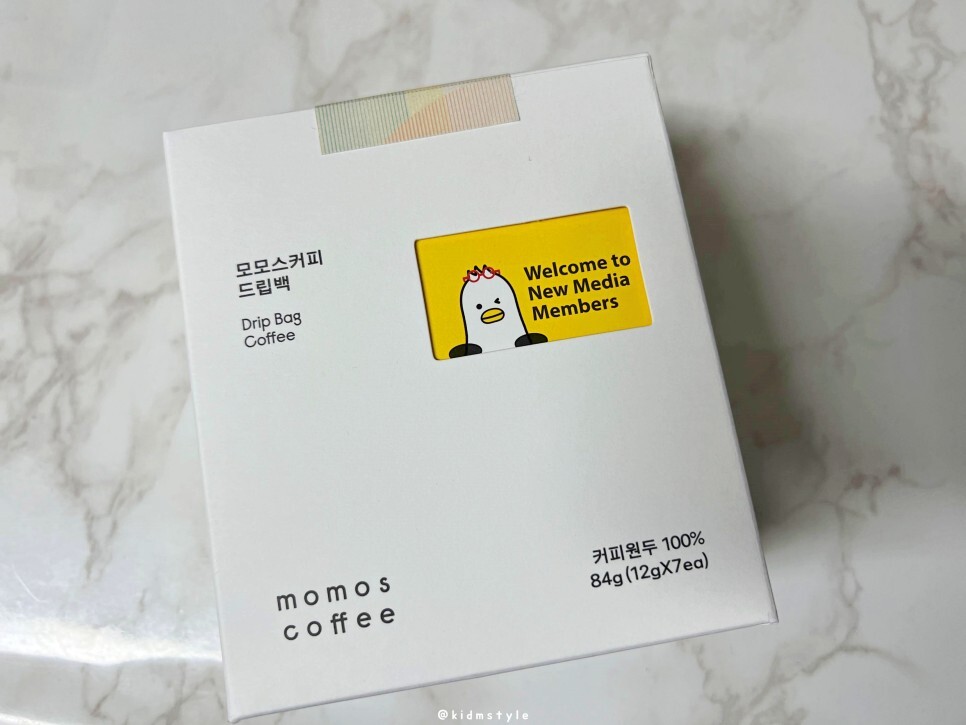 모모스커피
드립백
Drip Bag
Coffee
Welcome to
New Media
Members
커피원두 100%
84g(12gX7ea)
momos
coffee
@kidmstyle